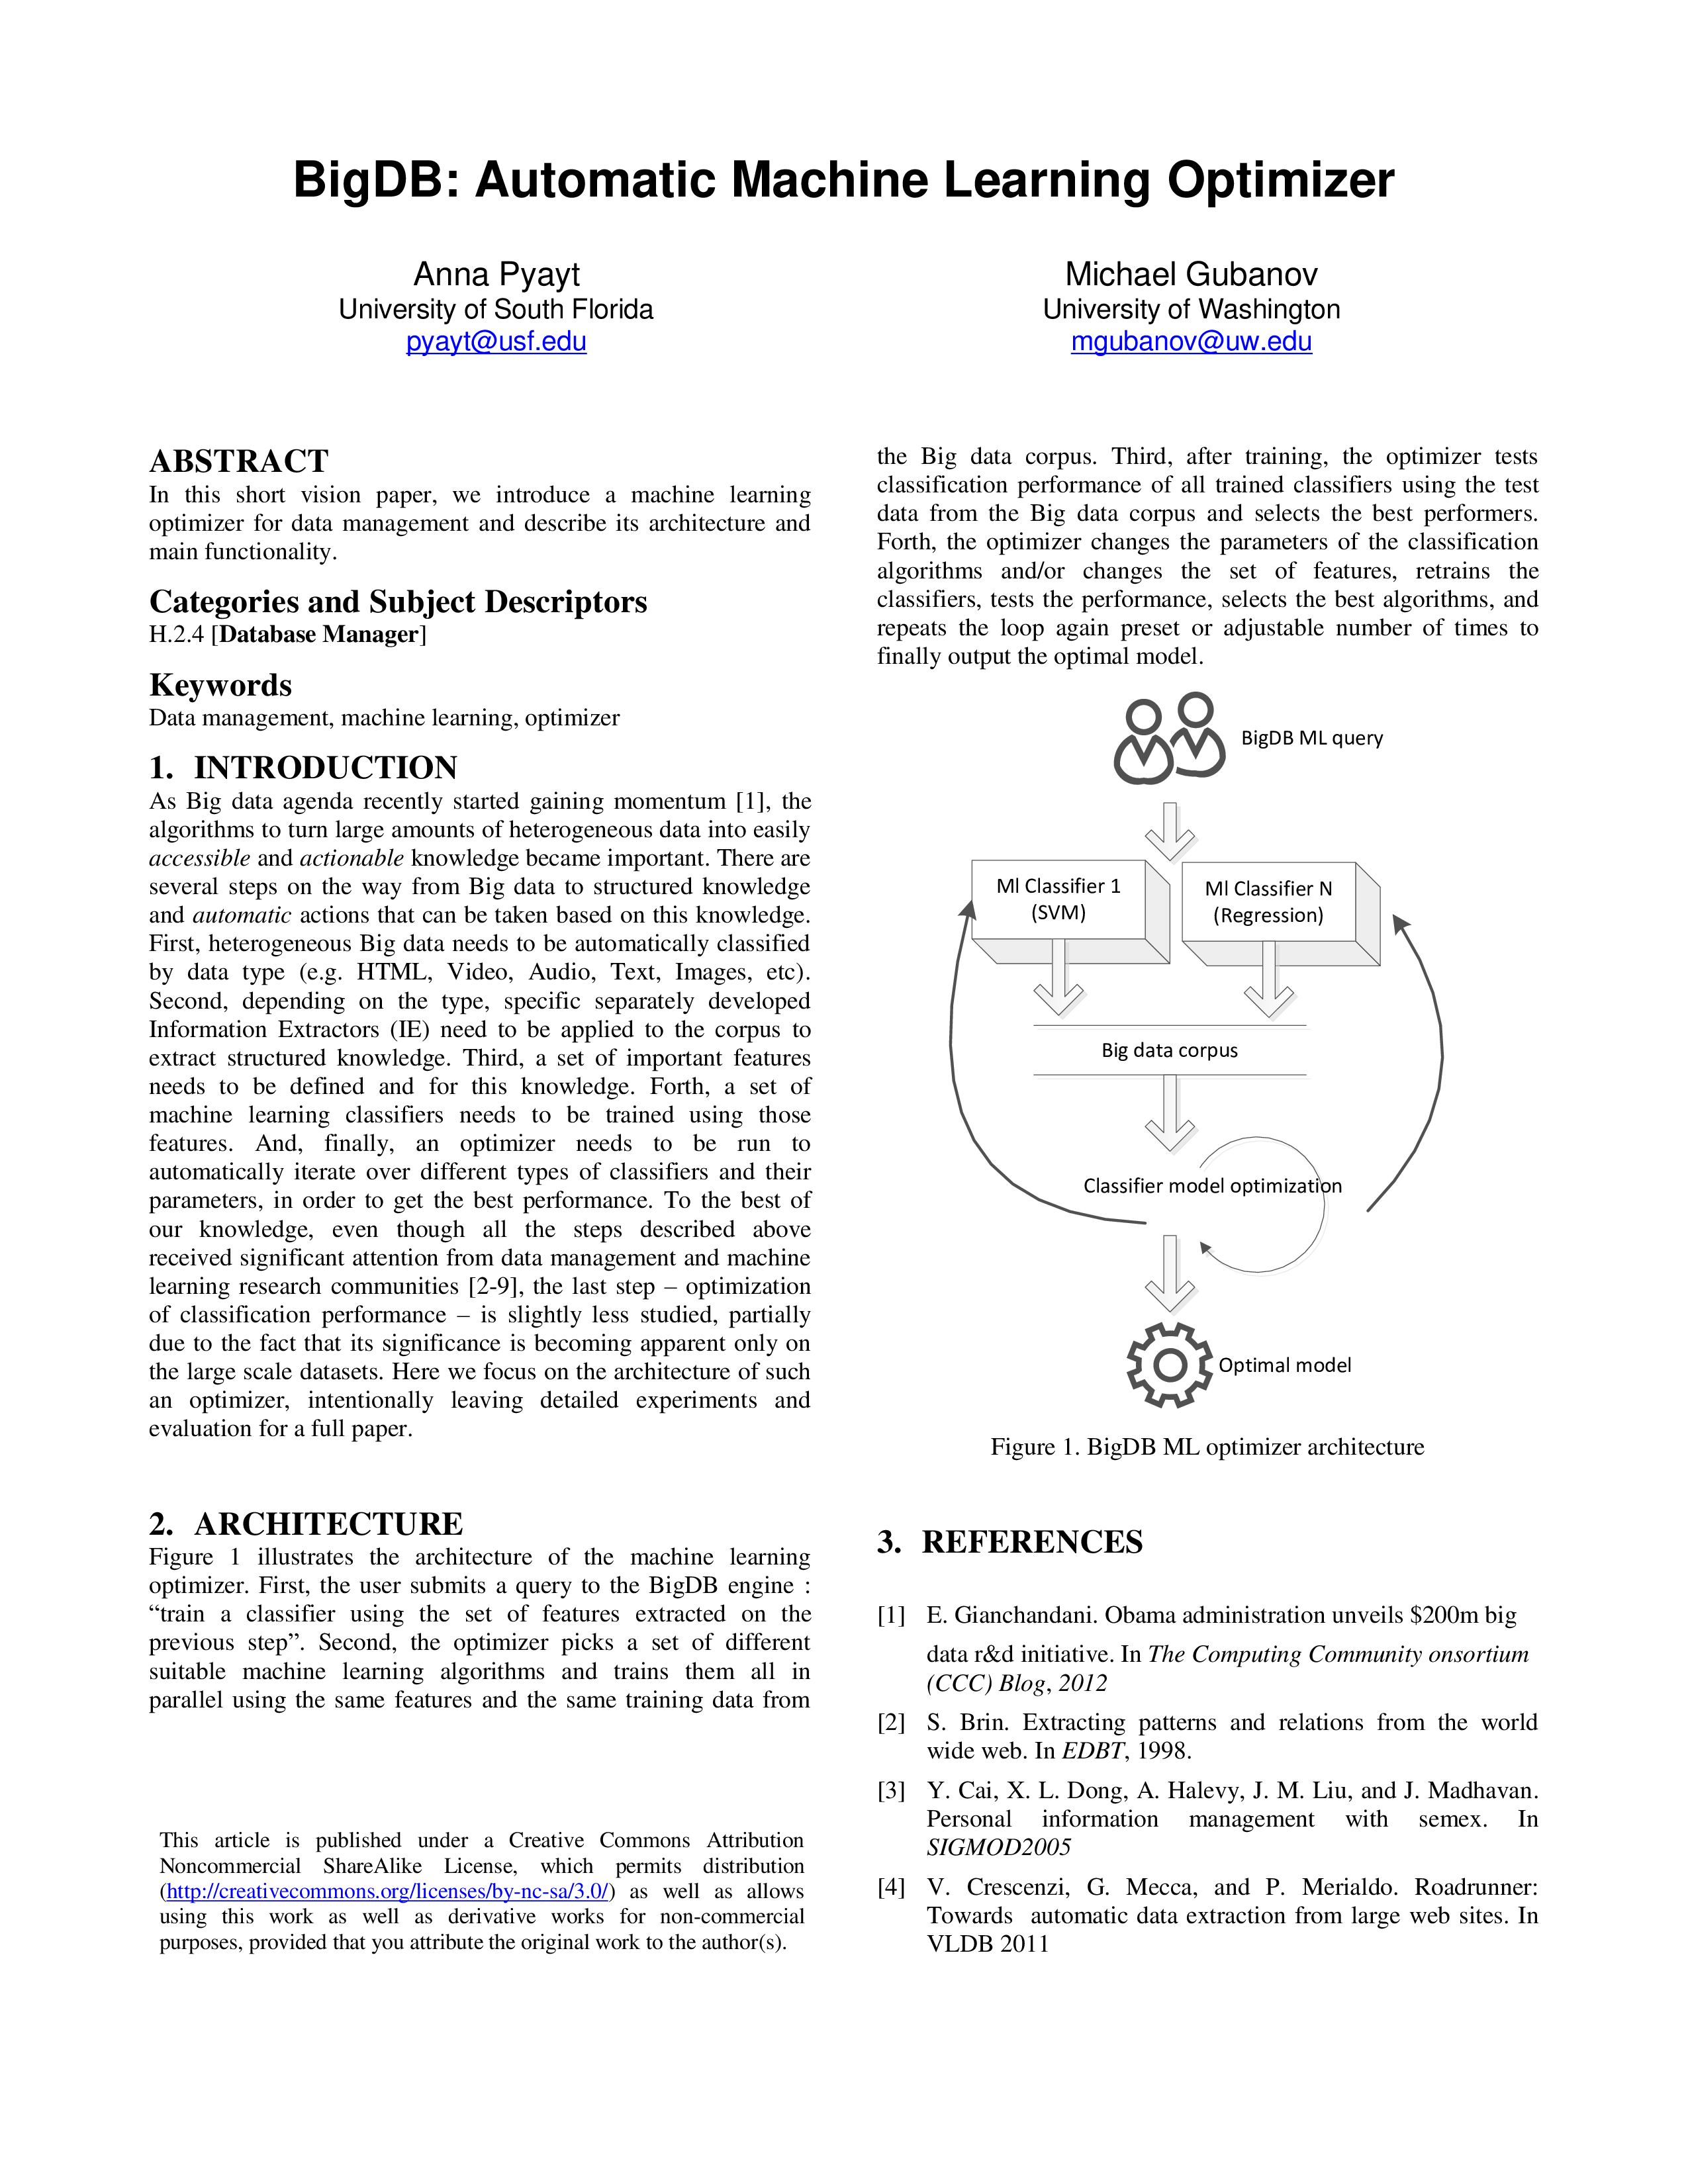 BigDB: Automatic Machine Learning Optimizer
Anna Pyayt
University of South Florida
pyayt@usf.edu
Michael Gubanov
University of Washington
mgubanov@uw.edu
ABSTRACT
In this short vision paper, we introduce a machine learning
optimizer for data management and describe its architecture and
main functionality.
Categories and Subject Descriptors
H.2.4 [Database Manager]
Keywords
Data management, machine learning, optimizer
1. INTRODUCTION
As Big data agenda recently started gaining momentum [1], the
algorithms to turn large amounts of heterogeneous data into easily
accessible and actionable knowledge became important. There are
several steps on the way from Big data to structured knowledge
and automatic actions that can be taken based on this knowledge.
First, heterogeneous Big data needs to be automatically classified
by data type (e.g. HTML, Video, Audio, Text, Images, etc).
Second, depending on the type, specific separately developed
Information Extractors (IE) need to be applied to the corpus to
extract structured knowledge. Third, a set of important features
needs to be defined and for this knowledge. Forth, a set of
machine learning classifiers needs to be trained using those
features. And, finally, an optimizer needs to be run to
automatically iterate over different types of classifiers and their
parameters, in order to get the best performance. To the best of
our knowledge, even though all the steps described above
received significant attention from data management and machine
learning research communities [2-9], the last step – optimization
of classification performance – is slightly less studied, partially
due to the fact that its significance is becoming apparent only on
the large scale datasets. Here we focus on the architecture of such
an optimizer, intentionally leaving detailed experiments and
evaluation for a full paper.
2. ARCHITECTURE
Figure 1 illustrates the architecture of the machine learning
optimizer. First, the user submits a query to the BigDB engine :
“train a classifier using the set of features extracted on the
previous step”. Second, the optimizer picks a set of different
suitable machine learning algorithms and trains them all in
parallel using the same features and the same training data from
This article is published under a Creative Commons Attribution
Noncommercial ShareAlike License, which permits distribution
(http://creativecommons.org/licenses/by-nc-sa/3.0/) as well as allows
using this work as well as derivative works for non-commercial
purposes, provided that you attribute the original work to the author(s).
the Big data corpus. Third, after training, the optimizer tests
classification performance of all trained classifiers using the test
data from the Big data corpus and selects the best performers.
Forth, the optimizer changes the parameters of the classification
algorithms and/or changes the set of features, retrains the
classifiers, tests the performance, selects the best algorithms, and
repeats the loop again preset or adjustable number of times to
finally output the optimal model.
BigDB ML query
Ml Classifier 1
(SVM)
Ml Classifier N
(Regression)
Big data corpus
Classifier model optimization
Optimal model
Figure 1. BigDB ML optimizer architecture
3. REFERENCES
[1] E. Gianchandani. Obama administration unveils $200m big
data r&d initiative. In The Computing Community onsortium
(CCC) Blog, 2012
[2] S. Brin. Extracting patterns and relations from the world
wide web. In EDBT, 1998.
[3] Y. Cai, X. L. Dong, A. Halevy, J. M. Liu, and J. Madhavan.
Personal information management with semex. In
SIGMOD2005
[4] V. Crescenzi, G. Mecca, and P. Merialdo. Roadrunner:
Towards automatic data extraction from large web sites. In
VLDB 2011